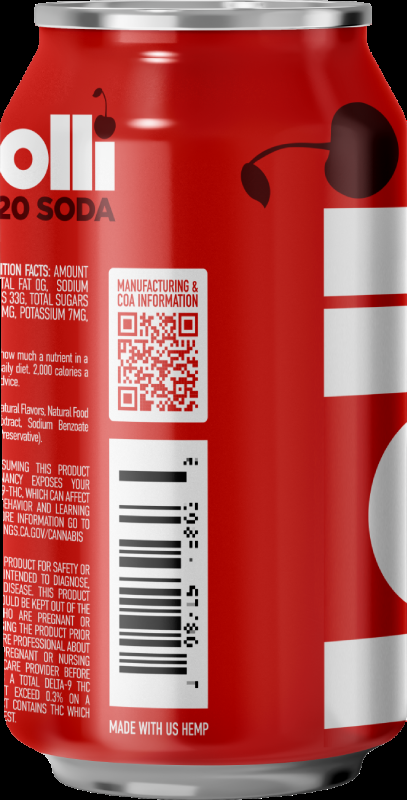 olli
20 SODA
ITION FACTS: AMOUNT
TAL FAT 0G, SODIUM
S 33G, TOTAL SUGARS
MG, POTASSIUM 7MG,
how much a nutrient in a
aily diet. 2,000 calories a
dvice.
atural Flavors, Natural Food
xtract, Sodium Benzoate
Preservative).
SUMING THIS PRODUCT
NANCY EXPOSES YOUR
9-THC, WHICH CAN AFFECT
BEHAVIOR AND LEARNING
RE INFORMATION GO TO
NGS.CA.GOV/CANNABIS
PRODUCT FOR SAFETY OR
INTENDED TO DIAGNOSE,
DISEASE. THIS PRODUCT
OULD BE KEPT OUT OF THE
HO ARE PREGNANT OR
ING THE PRODUCT PRIOR
RE PROFESSIONAL ABOUT
PREGNANT OR NURSING
CARE PROVIDER BEFORE
A TOTAL DELTA-9 THC
T EXCEED 0.3% ON A
T CONTAINS THC WHICH
EST.
MANUFACTURING &
COA INFORMATION
MADE WITH US HEMP